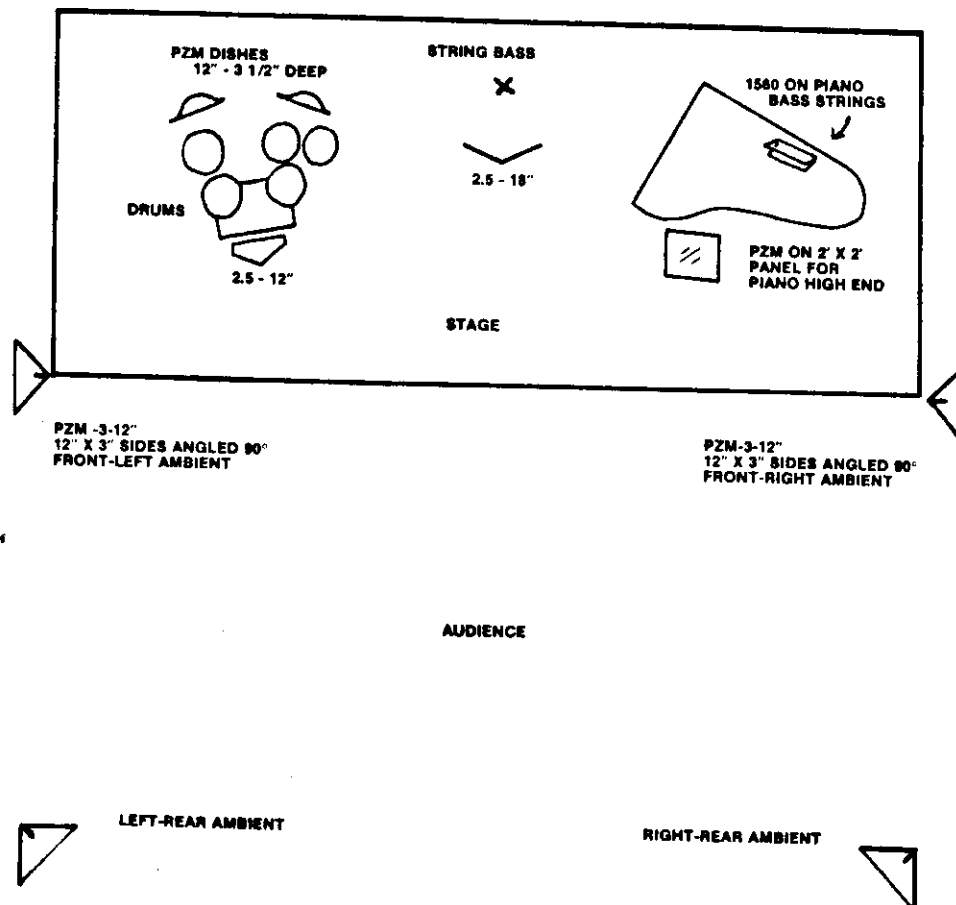 PZM DISHES
12" - 3 1/2" DEEP
STRING BASS
1560 ON PIANO
BASS STRINGS
2.5 - 18"
DRUMS
2.5 - 12"
PZM ON 2' X 2'
PANEL FOR
PIANO HIGH END
STAGE
PZM -3-12"
12" X 3" SIDES ANGLED 90°
FRONT-LEFT AMBIENT
PZM-3-12"
12" X 3" SIDES ANGLED 90°
FRONT-RIGHT AMBIENT
AUDIENCE
LEFT-REAR AMBIENT
RIGHT-REAR AMBIENT